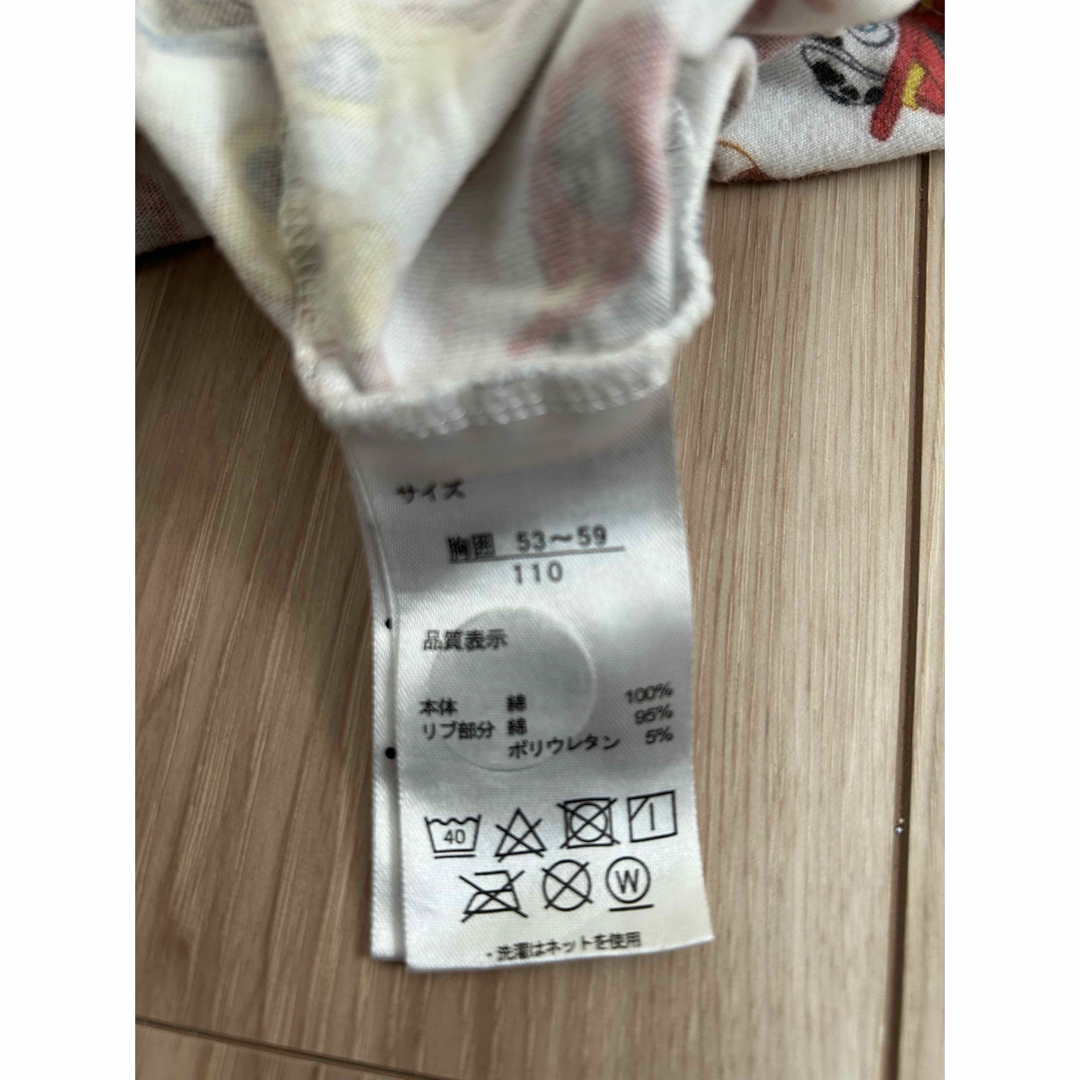 サイズ
胸囲 53～59
110
品質表示
本体 綿 100%
リブ部分 綿 95%
ポリウレタン 5%
40
W
・洗濯はネットを使用